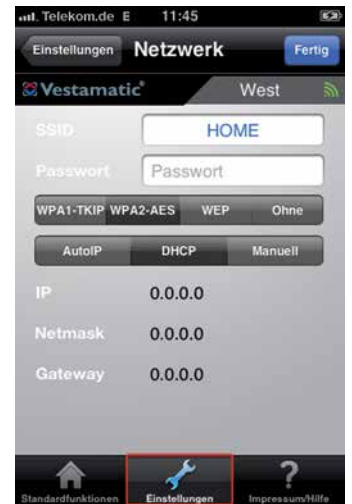 Telekom.de E 11:45
Einstellungen Netzwerk Fertig
Vestamatic® West
SSID HOME
Passwort Passwort
WPA1-TKIP WPA2-AES WEP Ohne
AutoIP DHCP Manuell
IP 0.0.0.0
Netmask 0.0.0.0
Gateway 0.0.0.0
Standardfunktionen Einstellungen Impressum/Hilfe